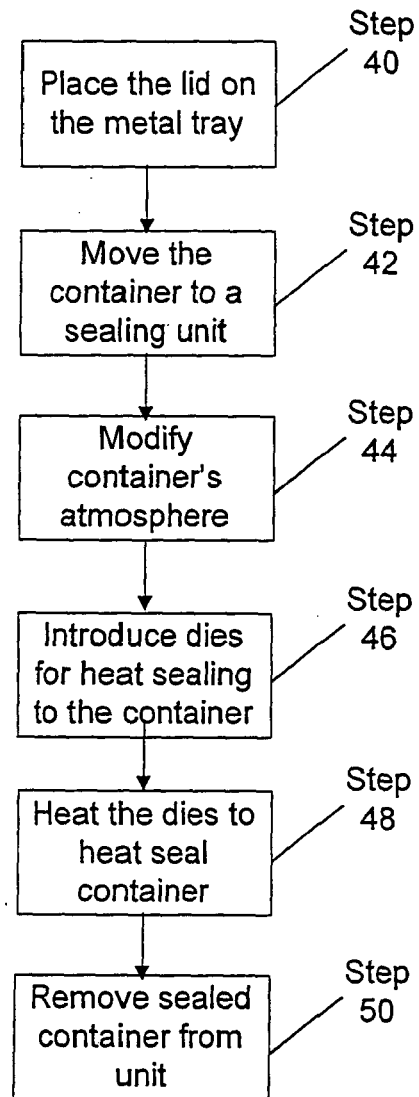 Step
40
Place the lid on
the metal tray
Step
42
Move the
container to a
sealing unit
Step
44
Modify
container's
atmosphere
Step
46
Introduce dies
for heat sealing
to the container
Step
48
Heat the dies to
heat seal
container
Step
50
Remove sealed
container from
unit